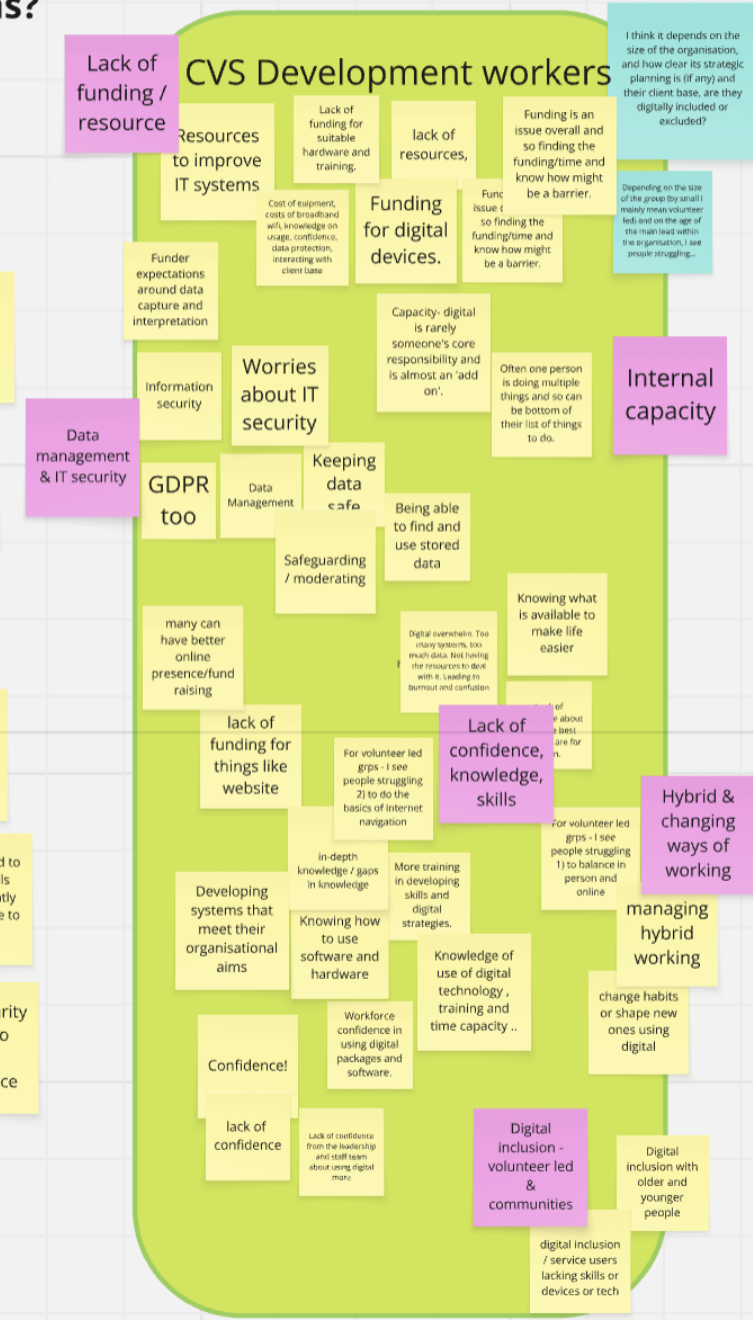 ns?
CVS Development workers
Lack of
funding /
resource
I think it depends on the
size of the organisation,
and how clear its strategic
planning is (if any) and
their client base, are they
digitally included or
excluded?
Resources
to improve
IT systems
Lack of
funding for
suitable
hardware and
training.
lack of
resources,
Funding is an
issue overall and
so finding the
funding/time and
know how might
be a barrier.
Cost of euipment,
costs of broadband
wifi, knowledge on
usage, confidence,
data protection,
interacting with
client base
Funding
for digital
devices.
Func
issue c
so finding the
funding/time and
know how might
be a barrier.
Depending on the size
of the group (by small I
mainly mean volunteer
led) and on the age of
the main lead within
the organisation, I see
people struggling...
Funder
expectations
around data
capture and
interpretation
Capacity- digital
is rarely
someone's core
responsibility and
is almost an 'add
on'.
Often one person
is doing multiple
things and so can
be bottom of
their list of things
to do.
Internal
capacity
Information
security
Worries
about IT
security
Data
management
& IT security
GDPR
too
Data
Management
Keeping
data
safe
Being able
to find and
use stored
data
Safeguarding
/ moderating
many can
have better
online
presence/fund
raising
Digital overwhelm. Too
many systems, too
much data. Not having
the resources to deal
with it. Leading to
burnout and confusion
Knowing what
is available to
make life
easier
of
e about
best
are for
n.
lack of
funding for
things like
website
For volunteer led
grps - I see
people struggling
2) to do the
basics of internet
navigation
Lack of
confidence,
knowledge,
skills
Hybrid &
changing
ways of
working
For volunteer led
grps - I see
people struggling
1) to balance in
person and
online
in-depth
knowledge / gaps
in knowledge
More training
in developing
skills and
digital
strategies.
Developing
systems that
meet their
organisational
aims
Knowing how
to use
software and
hardware
managing
hybrid
working
Knowledge of
use of digital
technology ,
training and
time capacity ..
change habits
or shape new
ones using
digital
Confidence!
Workforce
confidence in
using digital
packages and
software.
lack of
confidence
Lack of confidence
from the leadership
and staff team
about using digital
more
Digital
inclusion -
volunteer led
&
communities
Digital
inclusion with
older and
younger
people
digital inclusion
/ service users
lacking skills or
devices or tech
d to
ls
tly
e to
rity
o
ce